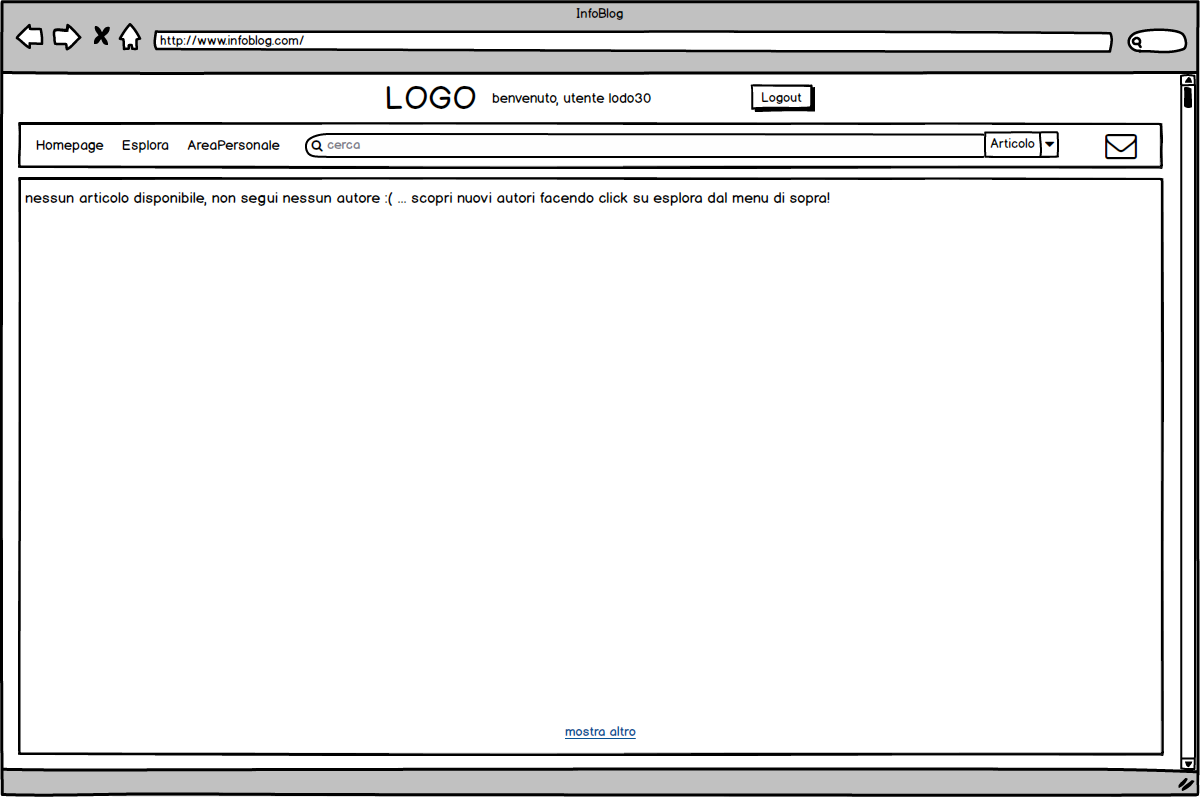 InfoBlog
http://www.infoblog.com/
LOGO benvenuto, utente lodo30 Logout
Homepage Esplora AreaPersonale cerca Articolo
nessun articolo disponibile, non segui nessun autore :( ... scopri nuovi autori facendo click su esplora dal menu di sopra!
mostra altro